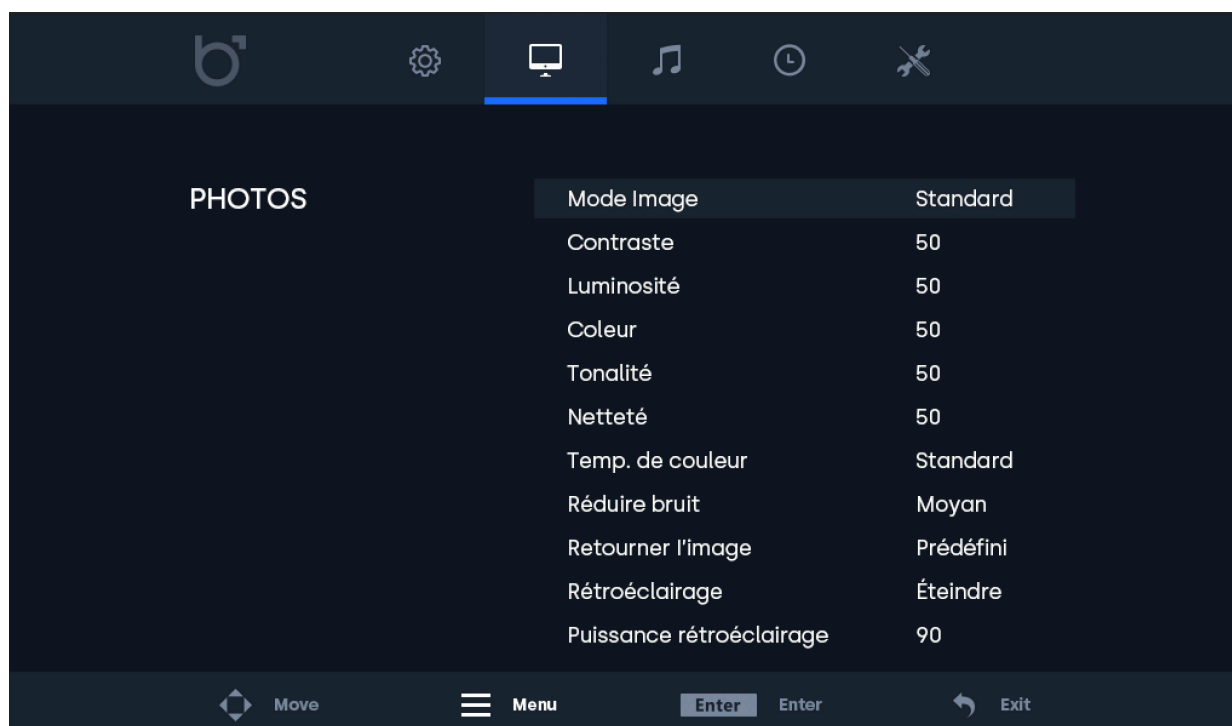 b
PHOTOS
Mode Image Standard
Contraste 50
Luminosité 50
Coleur 50
Tonalité 50
Netteté 50
Temp. de couleur Standard
Réduire bruit Moyan
Retourner l'image Prédéfini
Rétroéclairage Éteindre
Puissance rétroéclairage 90
Move Menu Enter Enter Exit